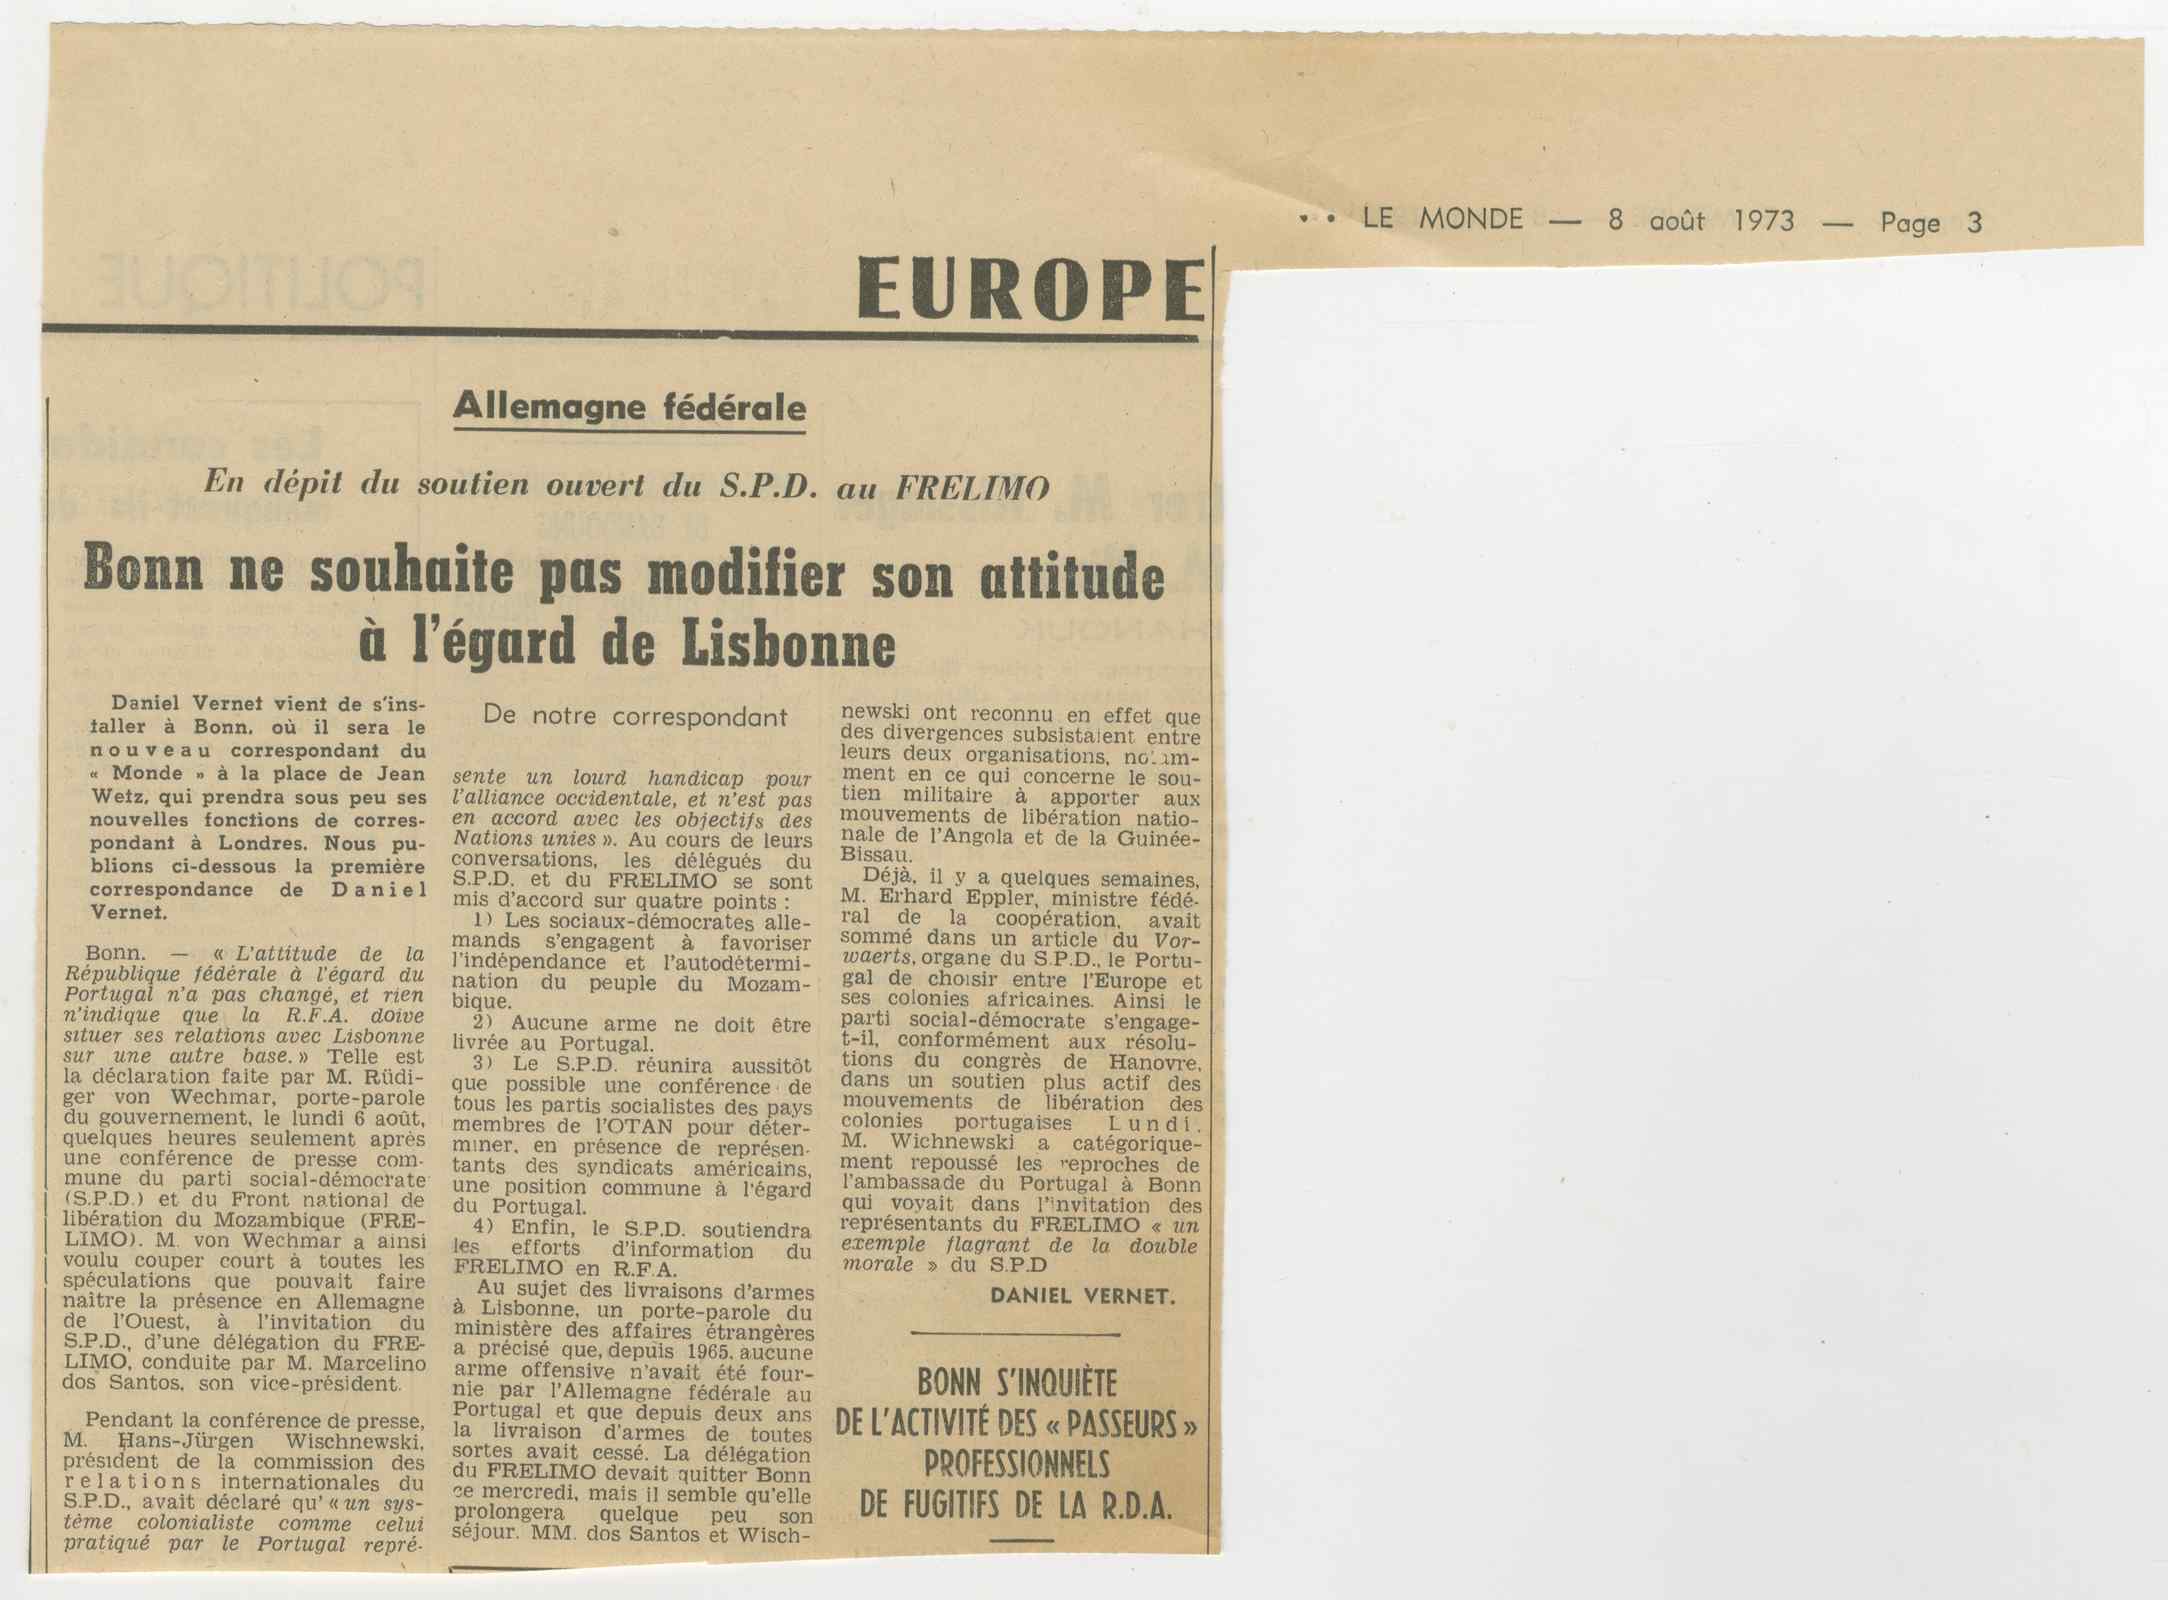 • • LE MONDE — 8 août 1973 — Page 3
EUROPE
Allemagne fédérale
En dépit du soutien ouvert du S.P.D. au FRELIMO
Bonn ne souhaite pas modifier son attitude
à l'égard de Lisbonne
Daniel Vernet vient de s'ins-
taller à Bonn, où il sera le
nouveau correspondant du
« Monde » à la place de Jean
Wetz, qui prendra sous peu ses
nouvelles fonctions de corres-
pondant à Londres. Nous pu-
blions ci-dessous la première
correspondance de Daniel
Vernet.
Bonn. — « L'attitude de la
République fédérale à l'égard du
Portugal n'a pas changé, et rien
n'indique que la R.F.A. doive
situer ses relations avec Lisbonne
sur une autre base. » Telle est
la déclaration faite par M. Rüdi-
ger von Wechmar, porte-parole
du gouvernement, le lundi 6 août,
quelques heures seulement après
une conférence de presse com-
mune du parti social-démocrate
(S.P.D.) et du Front national de
libération du Mozambique (FRE-
LIMO). M. von Wechmar a ainsi
voulu couper court à toutes les
spéculations que pouvait faire
naître la présence en Allemagne
de l'Ouest, à l'invitation du
S.P.D., d'une délégation du FRE-
LIMO, conduite par M. Marcelino
dos Santos, son vice-président.
Pendant la conférence de presse,
M. Hans-Jürgen Wischnewski,
président de la commission des
relations internationales du
S.P.D., avait déclaré qu' « un sys-
tème colonialiste comme celui
pratiqué par le Portugal repré-
De notre correspondant
sente un lourd handicap pour
l'alliance occidentale, et n'est pas
en accord avec les objectifs des
Nations unies ». Au cours de leurs
conversations, les délégués du
S.P.D. et du FRELIMO se sont
mis d'accord sur quatre points :
1) Les sociaux-démocrates alle-
mands s'engagent à favoriser
l'indépendance et l'autodétermi-
nation du peuple du Mozam-
bique.
2) Aucune arme ne doit être
livrée au Portugal.
3) Le S.P.D. réunira aussitôt
que possible une conférence de
tous les partis socialistes des pays
membres de l'OTAN pour déter-
miner, en présence de représen-
tants des syndicats américains,
une position commune à l'égard
du Portugal.
4) Enfin, le S.P.D. soutiendra
les efforts d'information du
FRELIMO en R.F.A.
Au sujet des livraisons d'armes
à Lisbonne, un porte-parole du
ministère des affaires étrangères
a précisé que, depuis 1965, aucune
arme offensive n'avait été four-
nie par l'Allemagne fédérale au
Portugal et que depuis deux ans
la livraison d'armes de toutes
sortes avait cessé. La délégation
du FRELIMO devait quitter Bonn
ce mercredi, mais il semble qu'elle
prolongera quelque peu son
séjour. MM. dos Santos et Wisch-
newski ont reconnu en effet que
des divergences subsistaient entre
leurs deux organisations, notam-
ment en ce qui concerne le sou-
tien militaire à apporter aux
mouvements de libération natio-
nale de l'Angola et de la Guinée-
Bissau.
Déjà, il y a quelques semaines,
M. Erhard Eppler, ministre fédé-
ral de la coopération, avait
sommé dans un article du Vor-
waerts, organe du S.P.D., le Portu-
gal de choisir entre l'Europe et
ses colonies africaines. Ainsi le
parti social-démocrate s'engage-
t-il, conformément aux résolu-
tions du congrès de Hanovre,
dans un soutien plus actif des
mouvements de libération des
colonies portugaises Lundi,
M. Wichnewski a catégorique-
ment repoussé les reproches de
l'ambassade du Portugal à Bonn
qui voyait dans l'invitation des
représentants du FRELIMO « un
exemple flagrant de la double
morale » du S.P.D
DANIEL VERNET.
BONN S'INQUIÈTE
DE L'ACTIVITÉ DES « PASSEURS »
PROFESSIONNELS
DE FUGITIFS DE LA R.D.A.